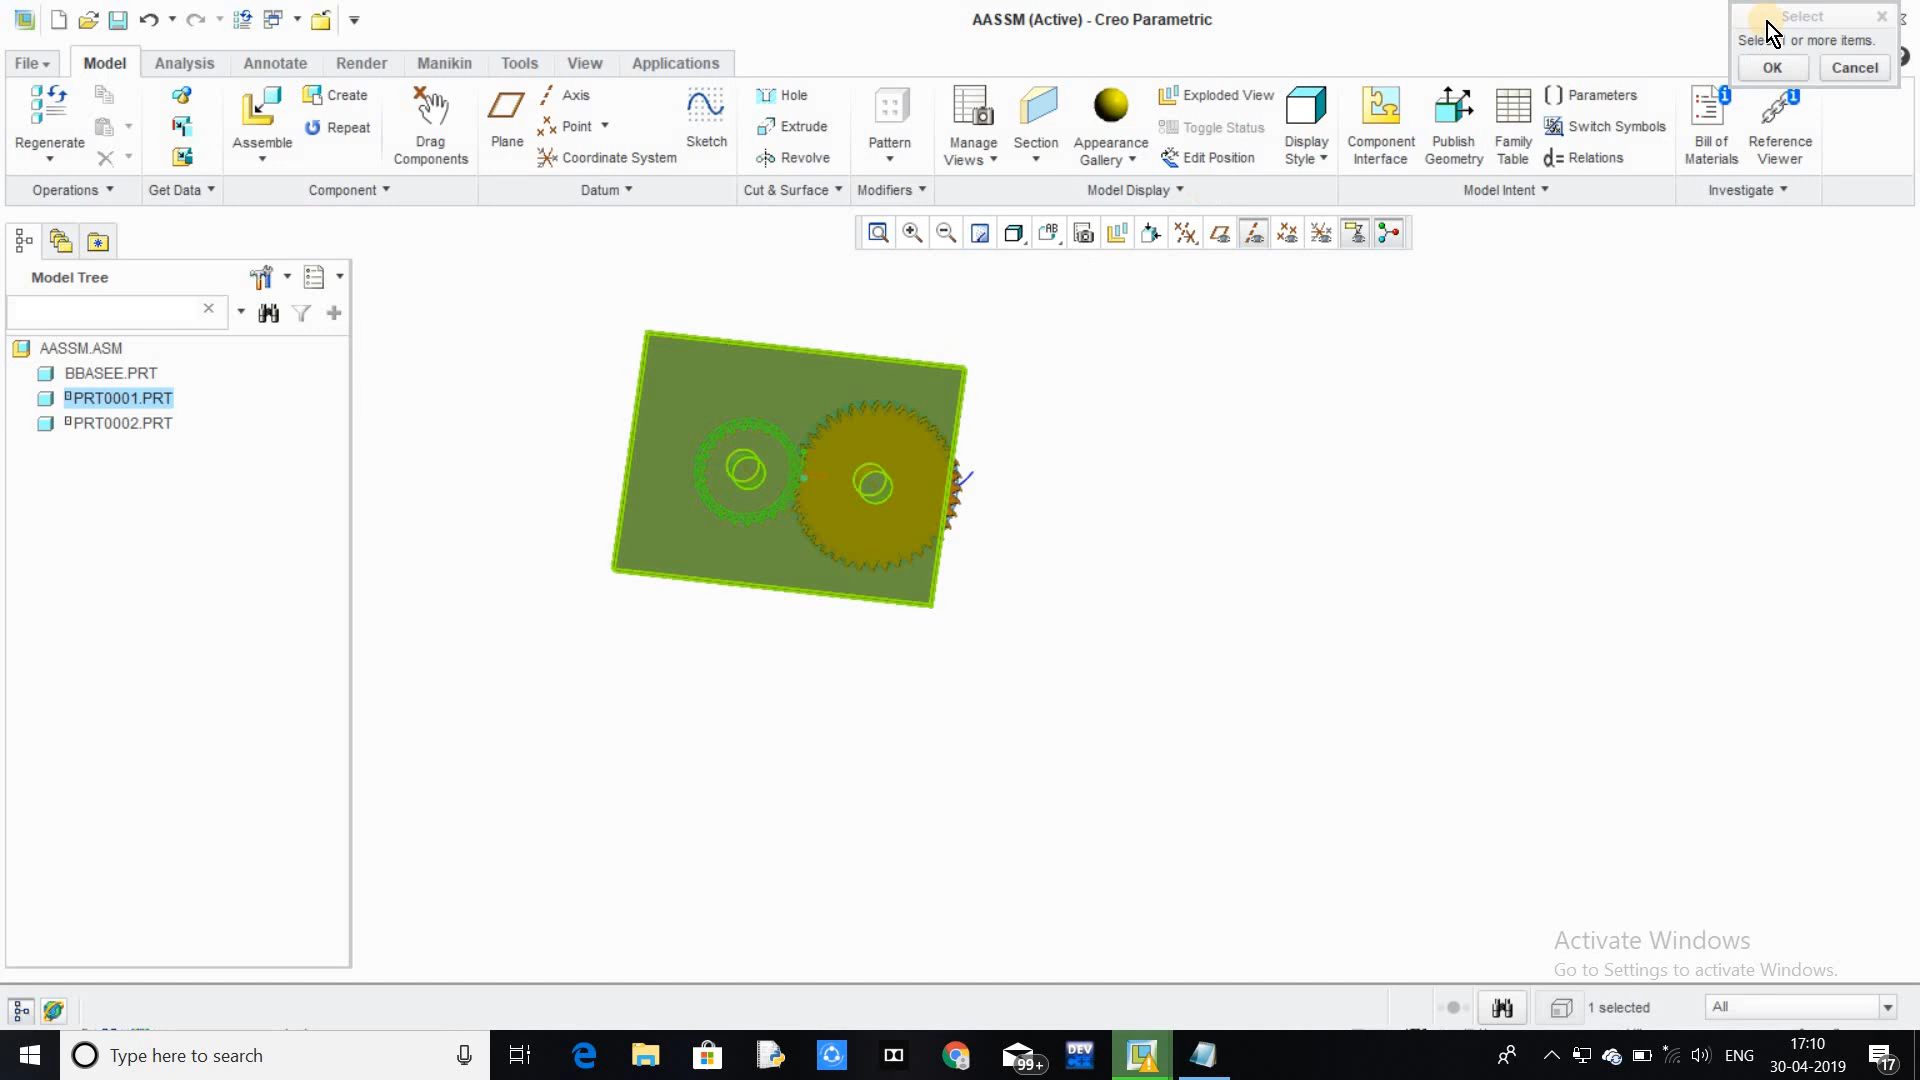 AASSM (Active) - Creo Parametric
Select
or more items.
OK Cancel
File Model Analysis Annotate Render Manikin Tools View Applications
Regenerate
Assemble
Create
Repeat
Drag
Components
Plane
Axis
Point
Coordinate System
Sketch
Hole
Extrude
Revolve
Pattern
Manage
Views
Section
Appearance
Gallery
Exploded View
Toggle Status
Edit Position
Display
Style
Component
Interface
Publish
Geometry
Family
Table
Parameters
Switch Symbols
d= Relations
Bill of
Materials
Reference
Viewer
Operations Get Data Component Datum Cut & Surface Modifiers Model Display Model Intent Investigate
Model Tree
AASSM.ASM
BBASEE.PRT
PRT0001.PRT
PRT0002.PRT
Activate Windows
Go to Settings to activate Windows.
1 selected
All
Type here to search
99+
DEV
ENG
17:10
30-04-2019
17